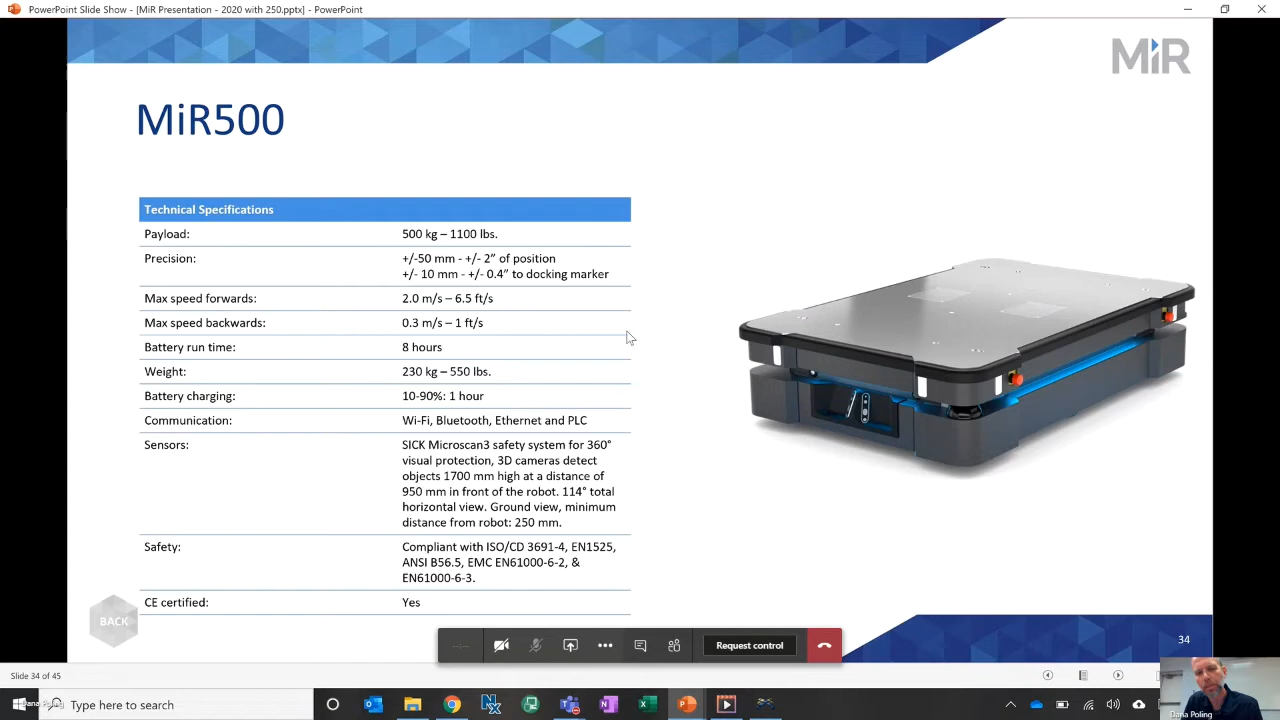 PowerPoint Slide Show - [MiR Presentation - 2020 with 250.pptx] - PowerPoint
MiR
MiR500
Technical Specifications
Payload: 500 kg – 1100 lbs.
Precision: +/-50 mm - +/- 2” of position
+/- 10 mm - +/- 0.4” to docking marker
Max speed forwards: 2.0 m/s – 6.5 ft/s
Max speed backwards: 0.3 m/s – 1 ft/s
Battery run time: 8 hours
Weight: 230 kg – 550 lbs.
Battery charging: 10-90%: 1 hour
Communication: Wi-Fi, Bluetooth, Ethernet and PLC
Sensors: SICK Microscan3 safety system for 360°
visual protection, 3D cameras detect
objects 1700 mm high at a distance of
950 mm in front of the robot. 114° total
horizontal view. Ground view, minimum
distance from robot: 250 mm.
Safety: Compliant with ISO/CD 3691-4, EN1525,
ANSI B56.5, EMC EN61000-6-2, &
EN61000-6-3.
CE certified: Yes
BACK
34
Request control
Slide 34 of 45
Type here to search
Dana Poling
Dana Poling